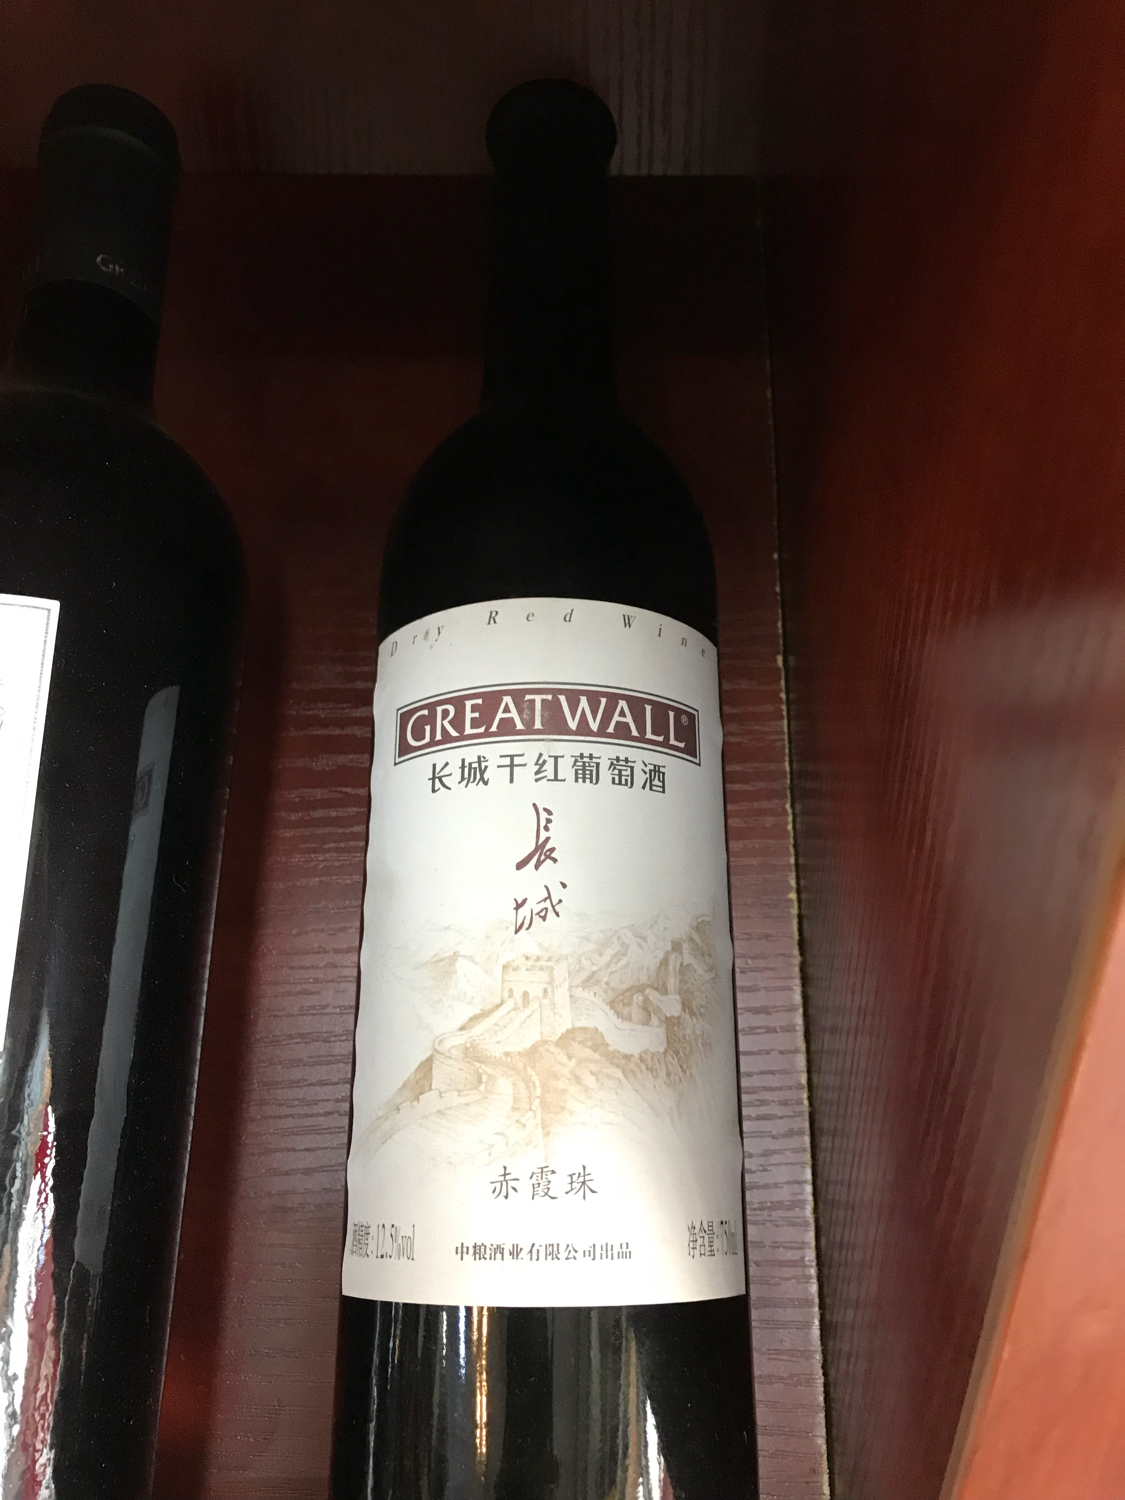 Dry Red Wine
GREATWALL®
长城干红葡萄酒
長
城
赤霞珠
酒精度:12.5%vol
中粮酒业有限公司出品
净含量:750ml